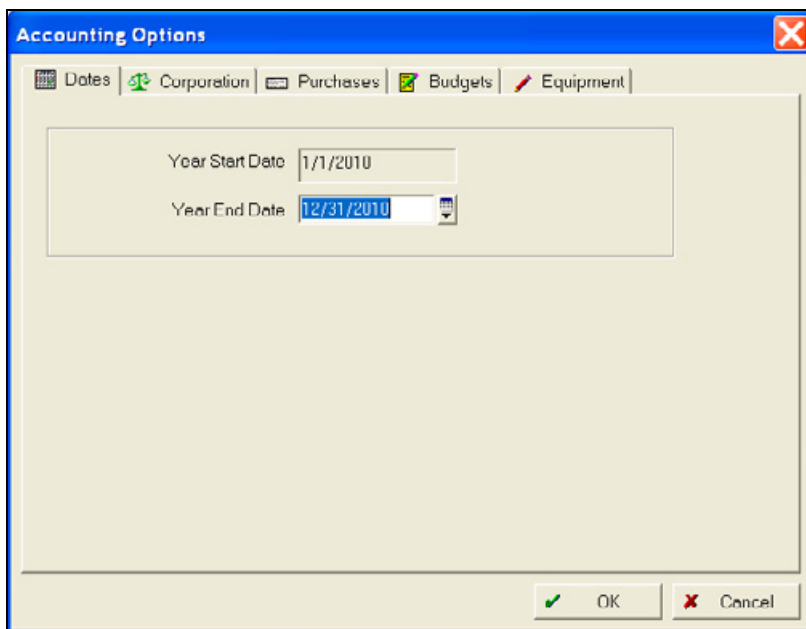 Accounting Options
Dates Corporation Purchases Budgets Equipment
Year Start Date 1/1/2010
Year End Date 12/31/2010
OK Cancel